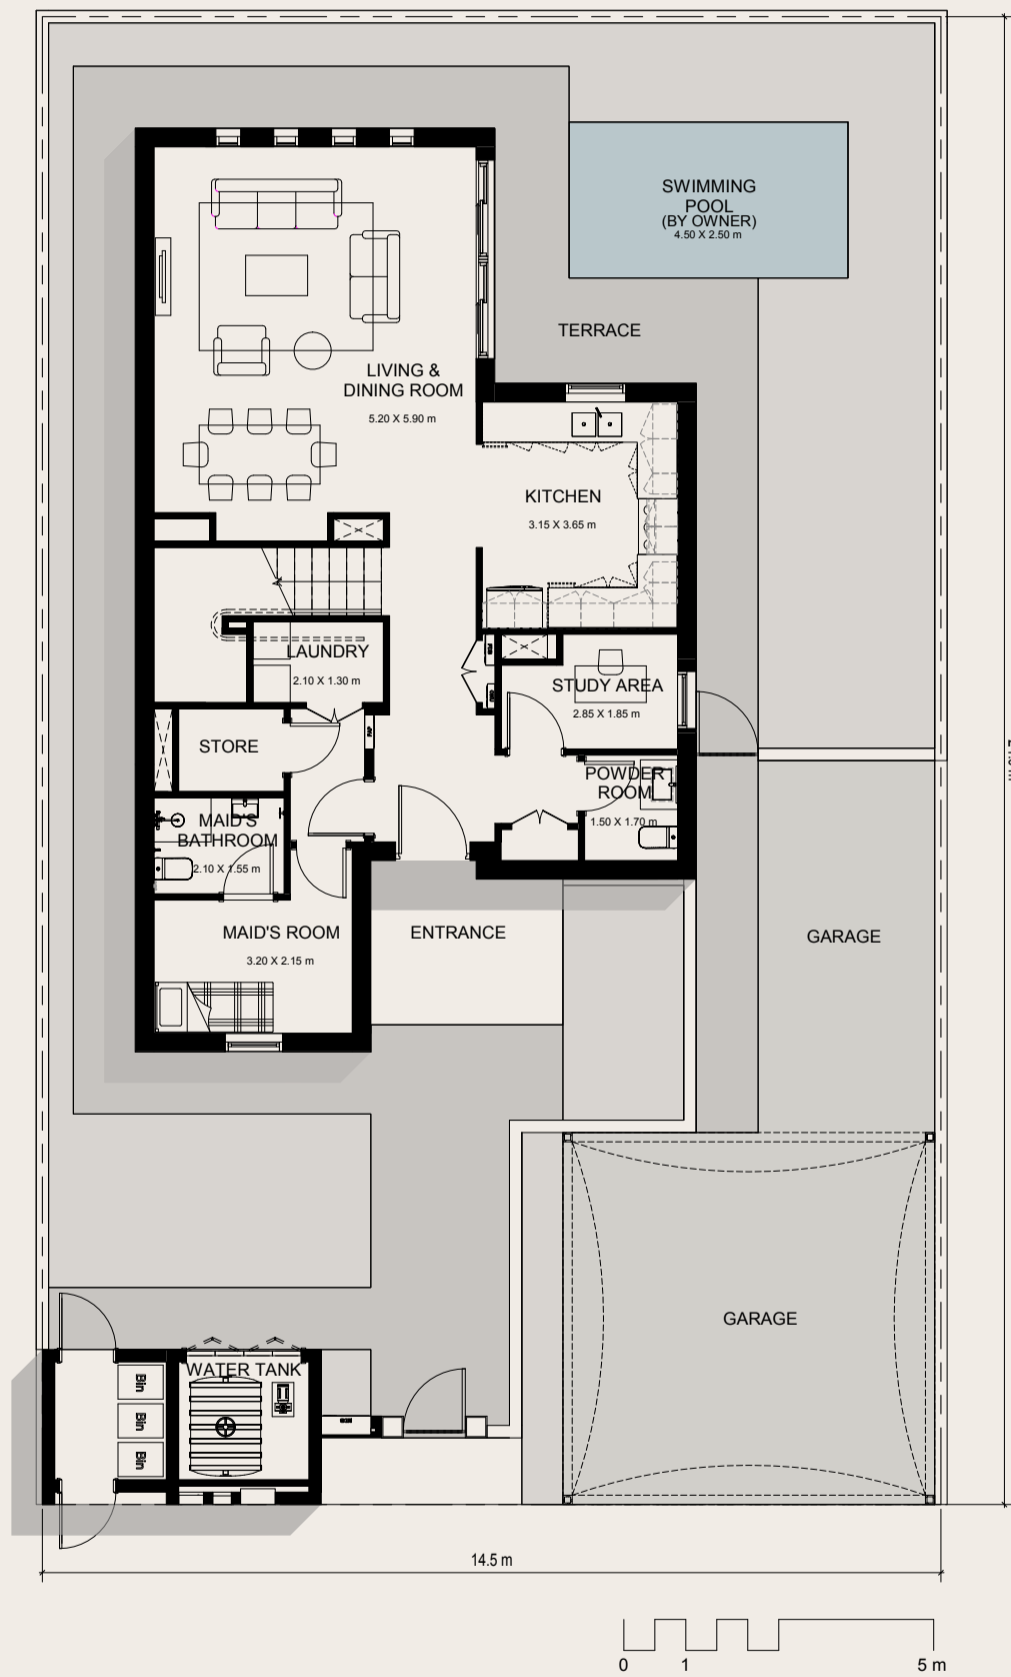 SWIMMING
POOL
(BY OWNER)
4.50 X 2.50 m
TERRACE
LIVING &
DINING ROOM
5.20 X 5.90 m
KITCHEN
3.15 X 3.65 m
LAUNDRY
2.10 X 1.30 m
STUDY AREA
2.85 X 1.85 m
STORE
POWDER
ROOM
1.50 X 1.70 m
MAID'S
BATHROOM
2.10 X 1.55 m
MAID'S ROOM
3.20 X 2.15 m
ENTRANCE
GARAGE
GARAGE
WATER TANK
Bin
Bin
Bin
14.5 m
0 1 5 m